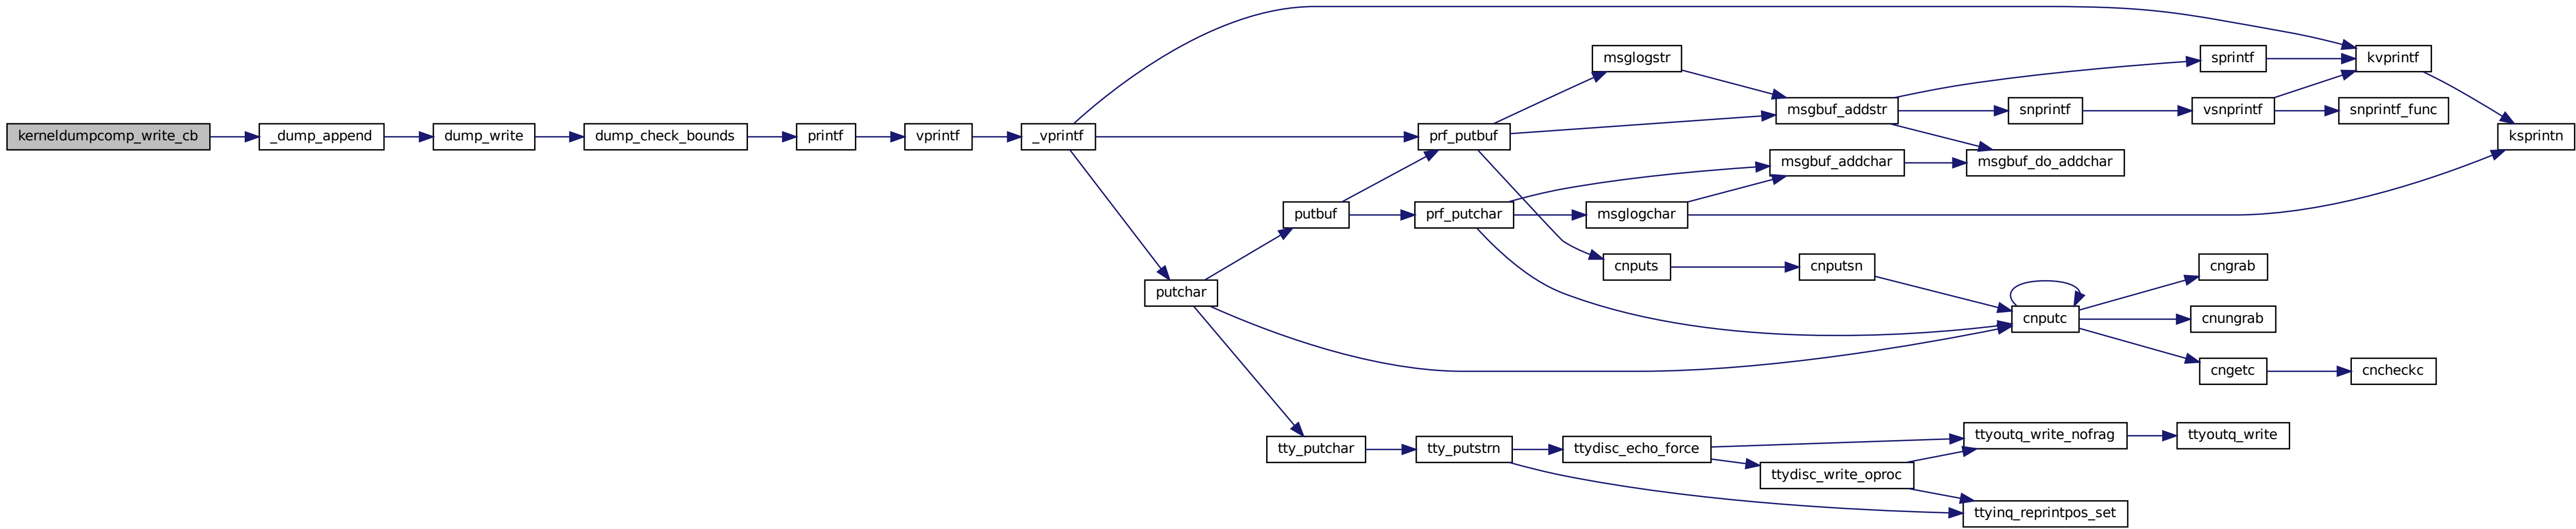 kerneldumpcomp_write_cb
_dump_append
dump_write
dump_check_bounds
printf
vprintf
_vprintf
putchar
putbuf
tty_putchar
prf_putbuf
prf_putchar
tty_putstrn
msglogstr
msglogchar
cnputs
ttydisc_echo_force
msgbuf_addstr
msgbuf_addchar
cnputsn
ttydisc_write_oproc
snprintf
msgbuf_do_addchar
cnputc
ttyoutq_write_nofrag
ttyinq_reprintpos_set
sprintf
vsnprintf
cngrab
cnungrab
cngetc
ttyoutq_write
kvprintf
snprintf_func
cncheckc
ksprintn